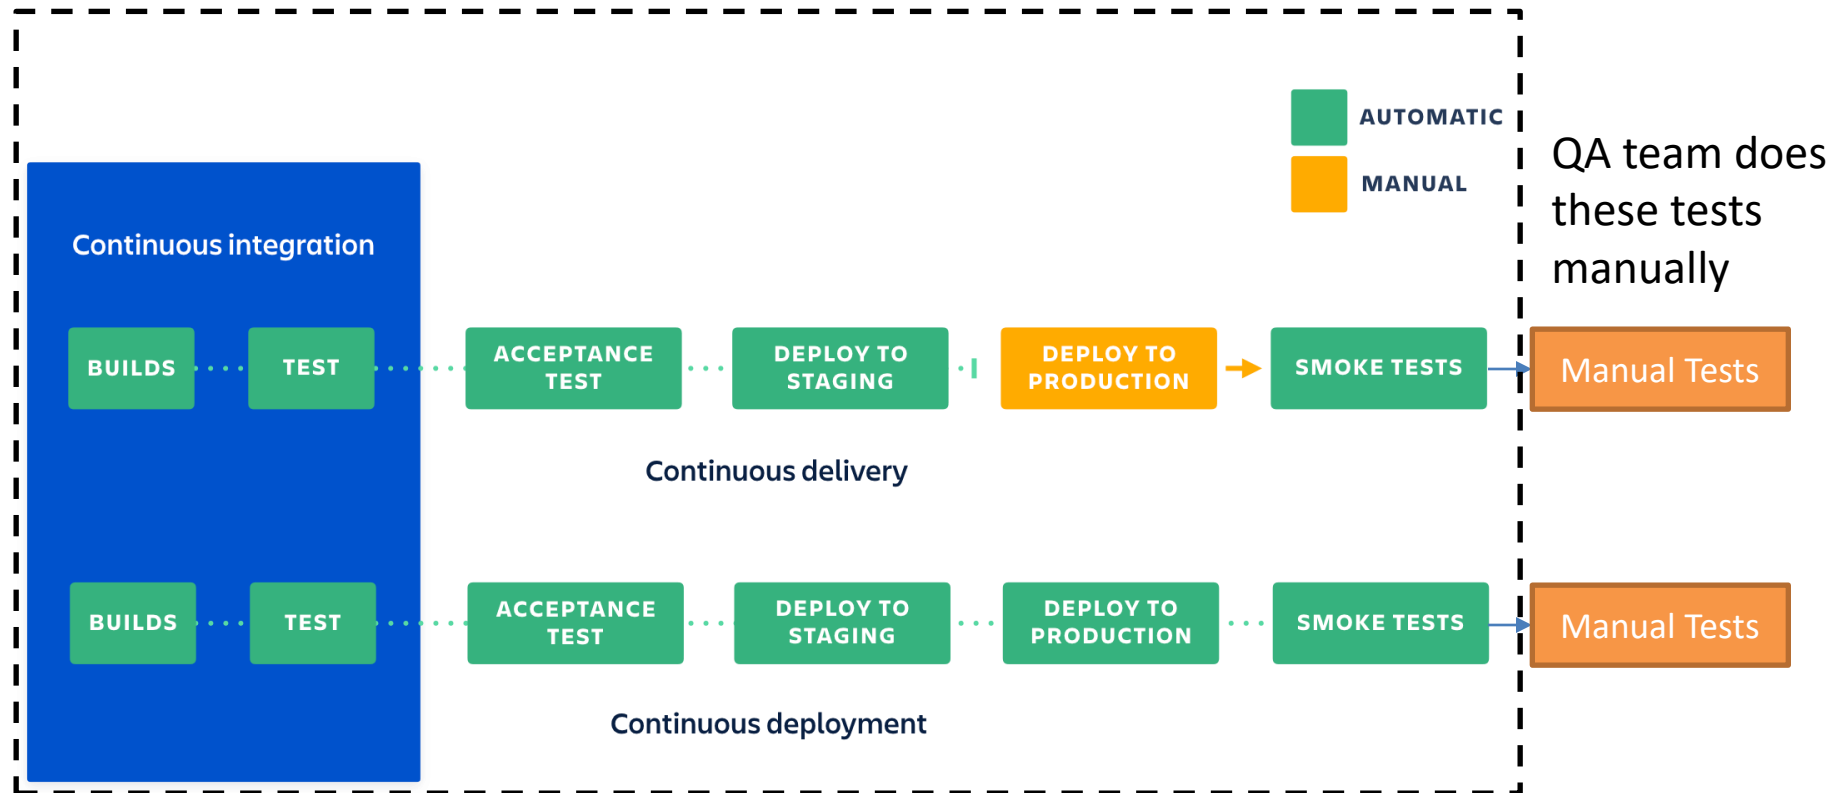 AUTOMATIC
MANUAL
QA team does
these tests
manually
Continuous integration
BUILDS
TEST
ACCEPTANCE
TEST
DEPLOY TO
STAGING
DEPLOY TO
PRODUCTION
SMOKE TESTS
Manual Tests
Continuous delivery
BUILDS
TEST
ACCEPTANCE
TEST
DEPLOY TO
STAGING
DEPLOY TO
PRODUCTION
SMOKE TESTS
Manual Tests
Continuous deployment